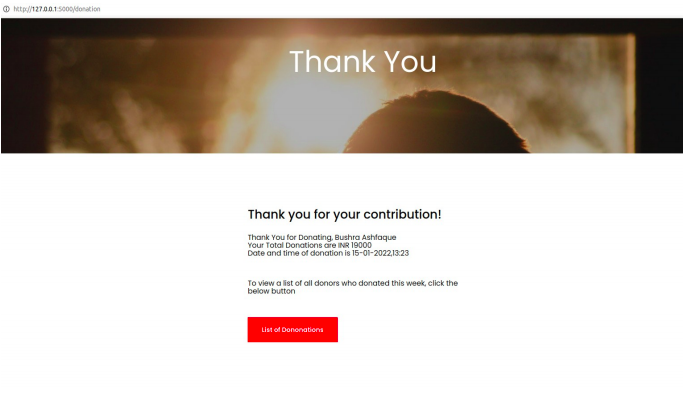 http://127.0.0.1:5000/donation
Thank You
Thank you for your contribution!
Thank You for Donating, Bushra Ashfaque
Your Total Donations are INR 19000
Date and time of donation is 15-01-2022,13:23
To view a list of all donors who donated this week, click the
below button
List of Dononations